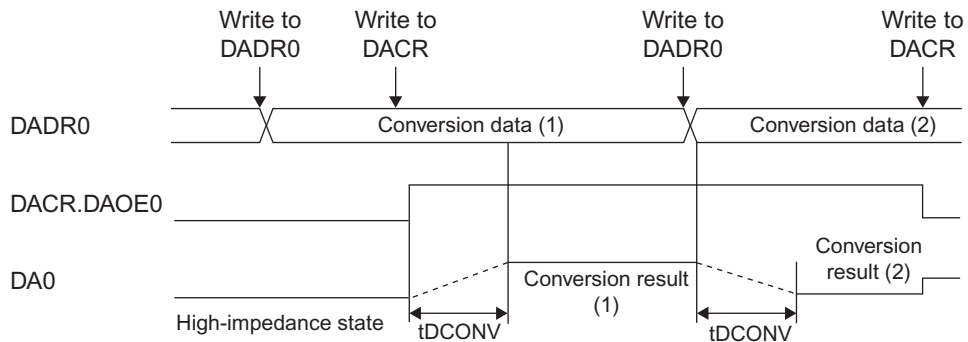 Write to
DADR0
Write to
DACR
Write to
DADR0
Write to
DACR
DADR0
Conversion data (1)
Conversion data (2)
DACR.DAOE0
DA0
Conversion result
(1)
Conversion
result (2)
High-impedance state
tDCONV
tDCONV